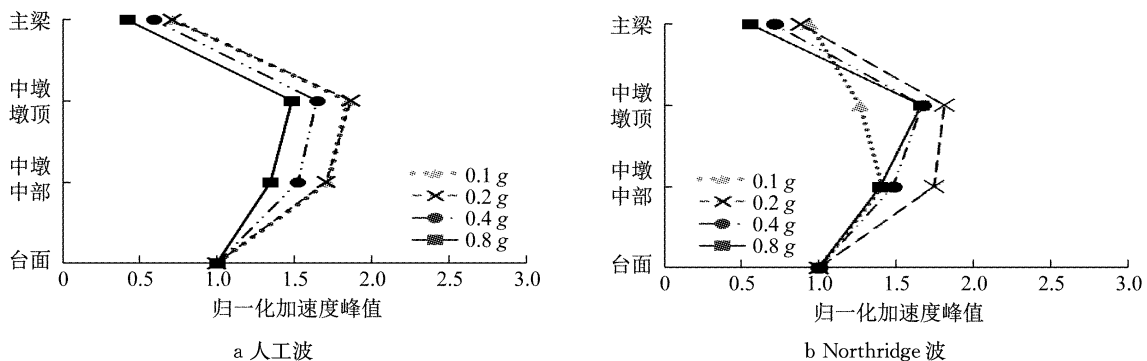 主梁
中墩
墩顶
中墩
中部
台面
0.1 g
0.2 g
0.4 g
0.8 g
0 0.5 1.0 1.5 2.0 2.5 3.0
归一化加速度峰值
a 人工波
主梁
中墩
墩顶
中墩
中部
台面
0.1 g
0.2 g
0.4 g
0.8 g
0 0.5 1.0 1.5 2.0 2.5 3.0
归一化加速度峰值
b Northridge 波